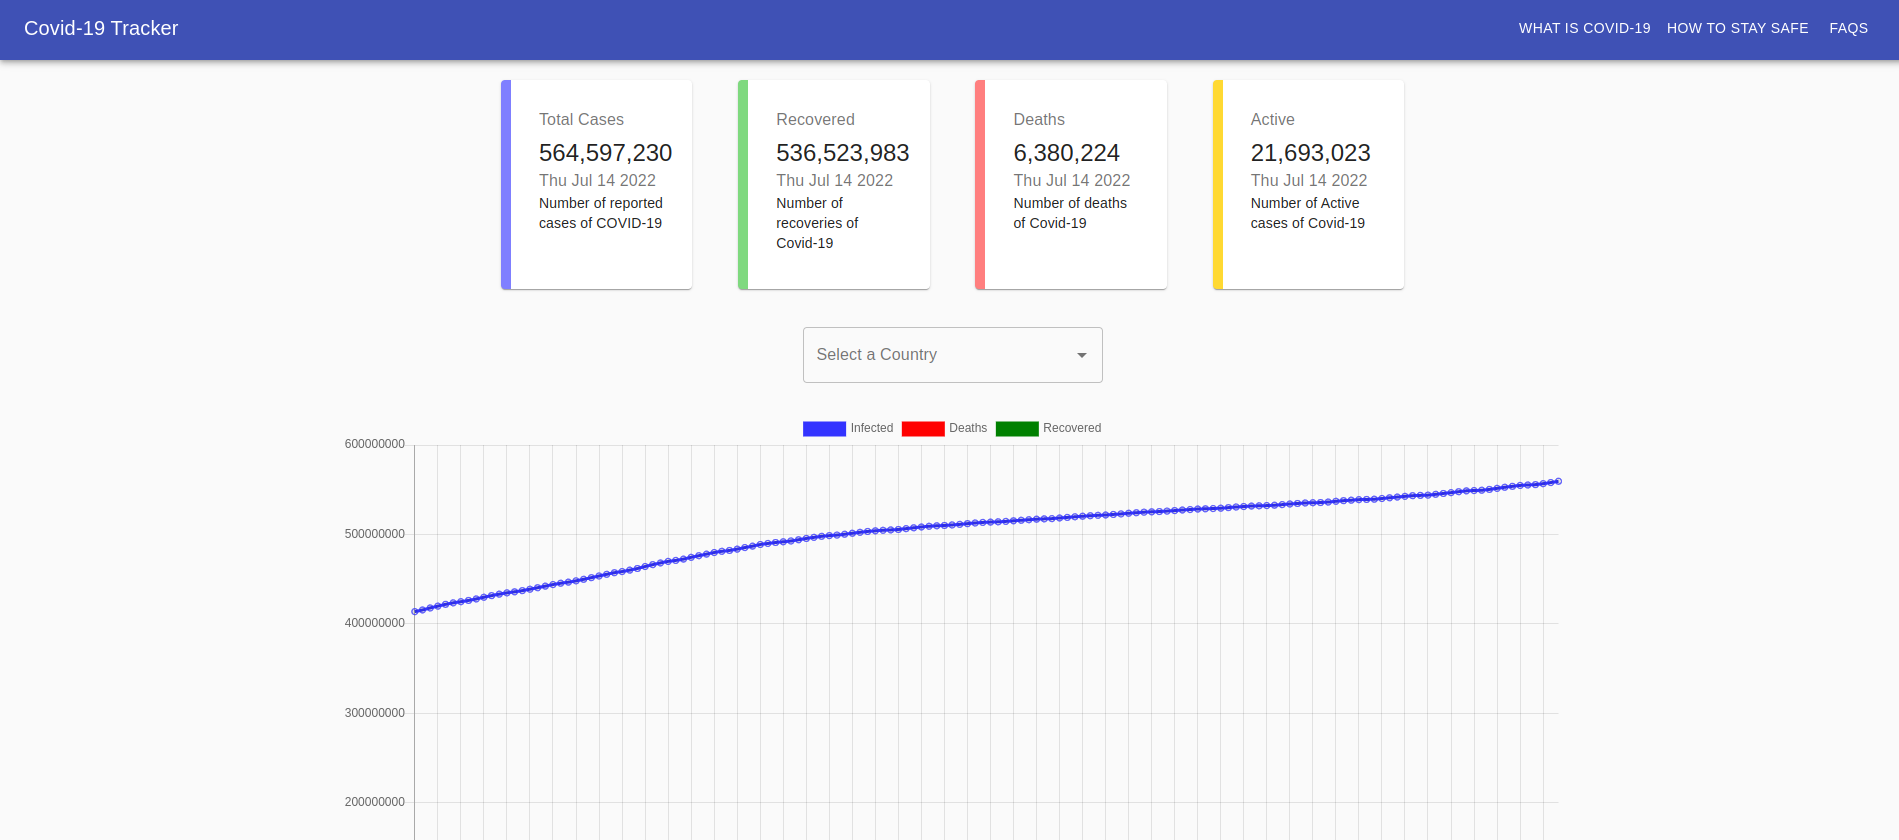 Covid-19 Tracker
WHAT IS COVID-19 HOW TO STAY SAFE FAQS
Total Cases
564,597,230
Thu Jul 14 2022
Number of reported
cases of COVID-19
Recovered
536,523,983
Thu Jul 14 2022
Number of
recoveries of
Covid-19
Deaths
6,380,224
Thu Jul 14 2022
Number of deaths
of Covid-19
Active
21,693,023
Thu Jul 14 2022
Number of Active
cases of Covid-19
Select a Country
Infected Deaths Recovered
600000000
500000000
400000000
300000000
200000000